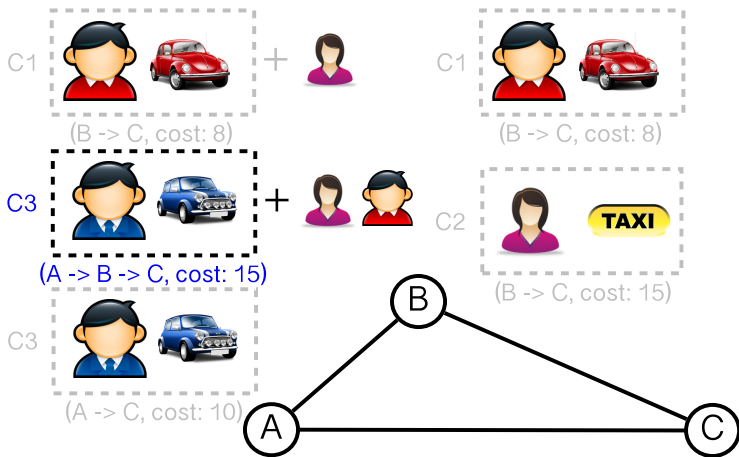 C1
+
(B -> C, cost: 8)
C1
(B -> C, cost: 8)
C3
+
(A -> B -> C, cost: 15)
C2
TAXI
(B -> C, cost: 15)
C3
(A -> C, cost: 10)
B
A
C